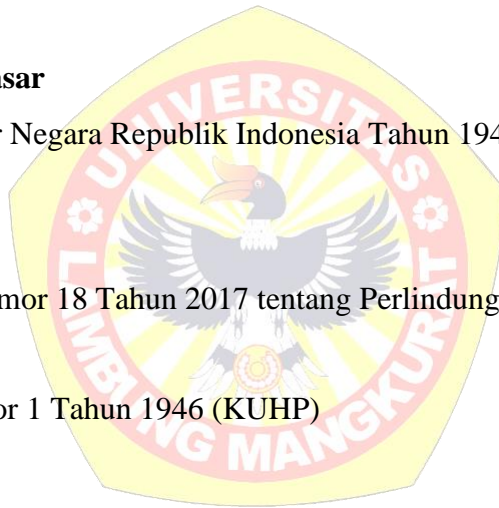 asar
Negara Republik Indonesia Tahun 194
UNIVERSITAS
mor 18 Tahun 2017 tentang Perlindung
or 1 Tahun 1946 (KUHP)
LAMBUNG MANGKURAT